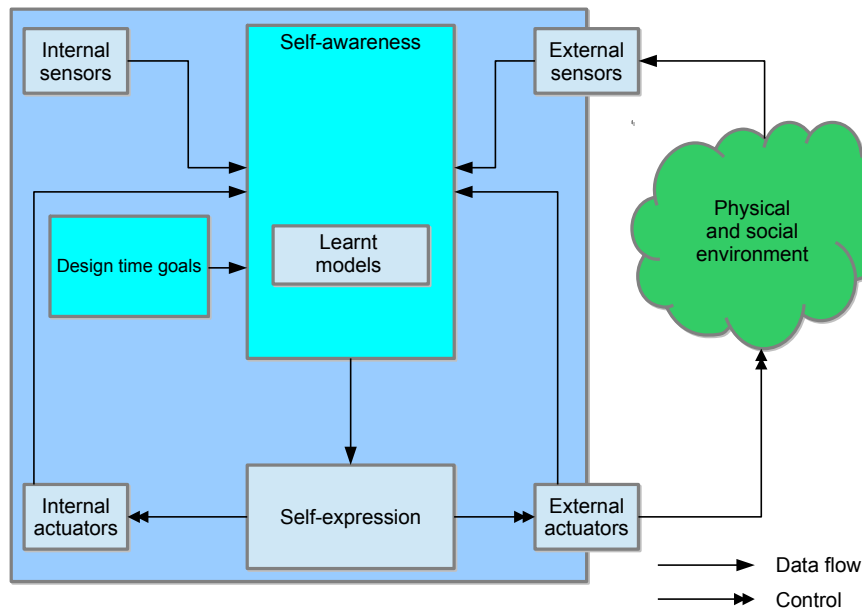 Internal
sensors
Self-awareness
External
sensors
Physical
and social
environment
Design time goals
Learnt
models
Internal
actuators
Self-expression
External
actuators
Data flow
Control